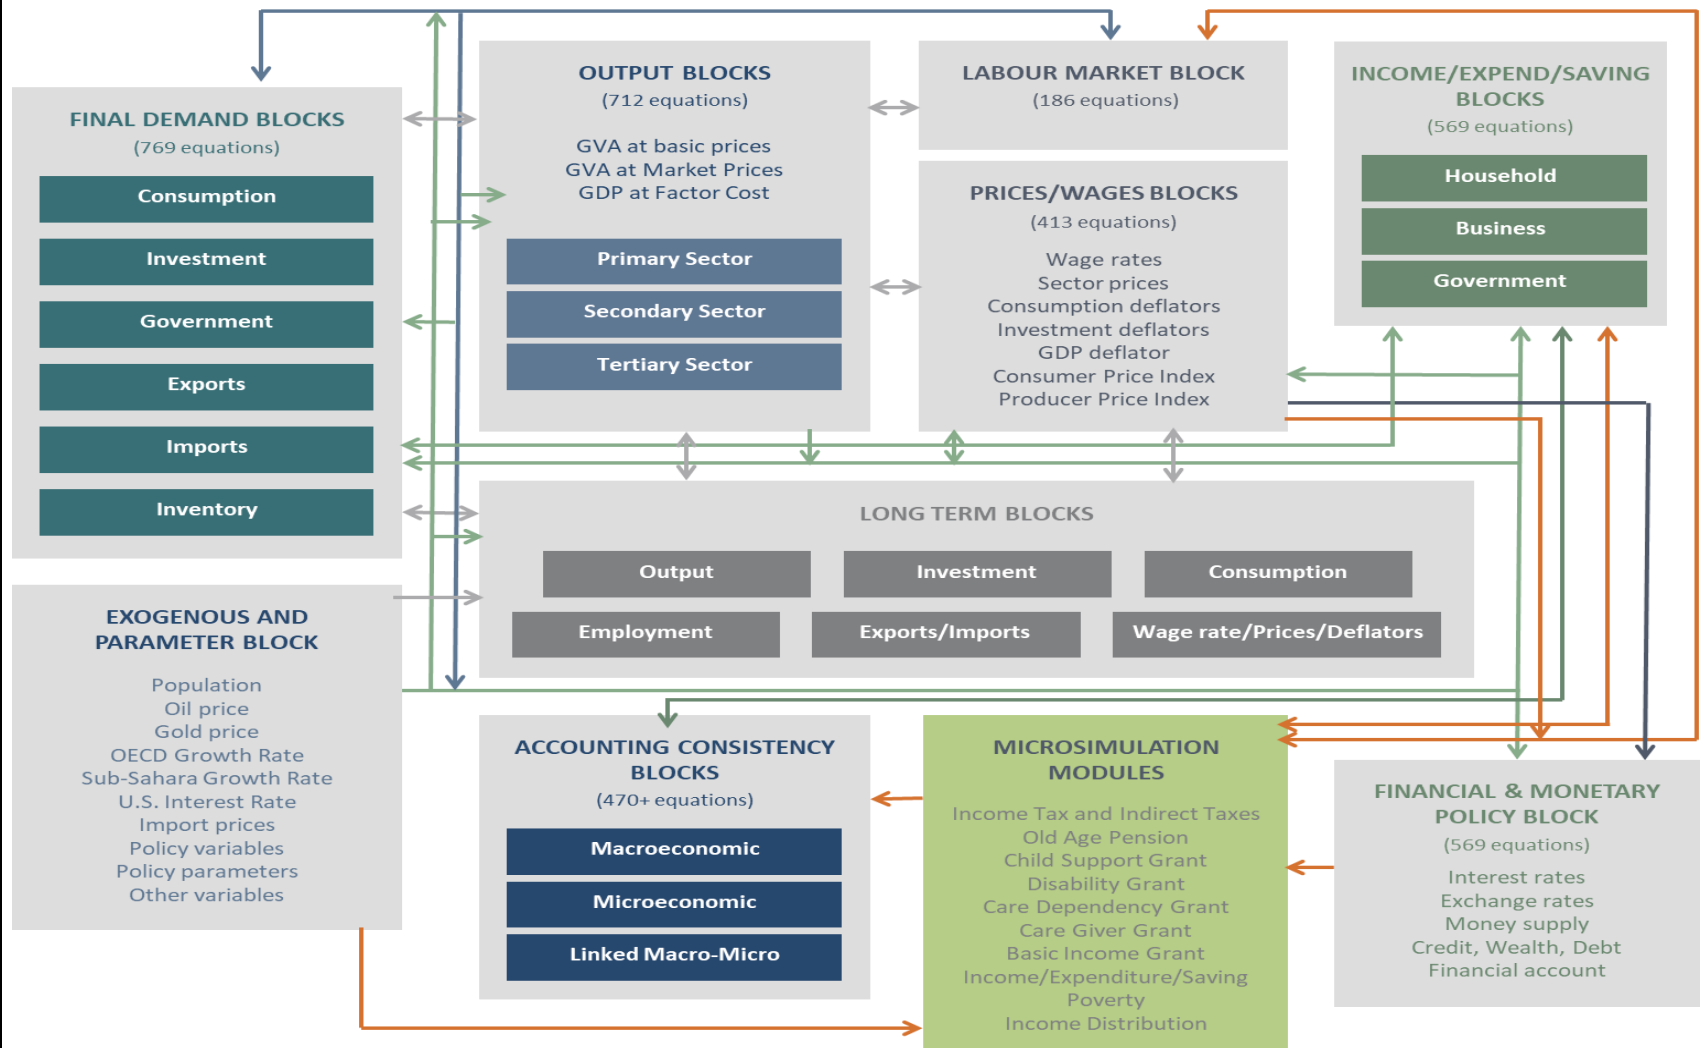 FINAL DEMAND BLOCKS
(769 equations)
Consumption
Investment
Government
Exports
Imports
Inventory
OUTPUT BLOCKS
(712 equations)
GVA at basic prices
GVA at Market Prices
GDP at Factor Cost
Primary Sector
Secondary Sector
Tertiary Sector
LABOUR MARKET BLOCK
(186 equations)
PRICES/WAGES BLOCKS
(413 equations)
Wage rates
Sector prices
Consumption deflators
Investment deflators
GDP deflator
Consumer Price Index
Producer Price Index
INCOME/EXPEND/SAVING
BLOCKS
(569 equations)
Household
Business
Government
LONG TERM BLOCKS
Output
Investment
Consumption
Employment
Exports/Imports
Wage rate/Prices/Deflators
EXOGENOUS AND
PARAMETER BLOCK
Population
Oil price
Gold price
OECD Growth Rate
Sub-Sahara Growth Rate
U.S. Interest Rate
Import prices
Policy variables
Policy parameters
Other variables
ACCOUNTING CONSISTENCY
BLOCKS
(470+ equations)
Macroeconomic
Microeconomic
Linked Macro-Micro
MICROSIMULATION
MODULES
Income Tax and Indirect Taxes
Old Age Pension
Child Support Grant
Disability Grant
Care Dependency Grant
Care Giver Grant
Basic Income Grant
Income/Expenditure/Saving
Poverty
Income Distribution
FINANCIAL & MONETARY
POLICY BLOCK
(569 equations)
Interest rates
Exchange rates
Money supply
Credit, Wealth, Debt
Financial account